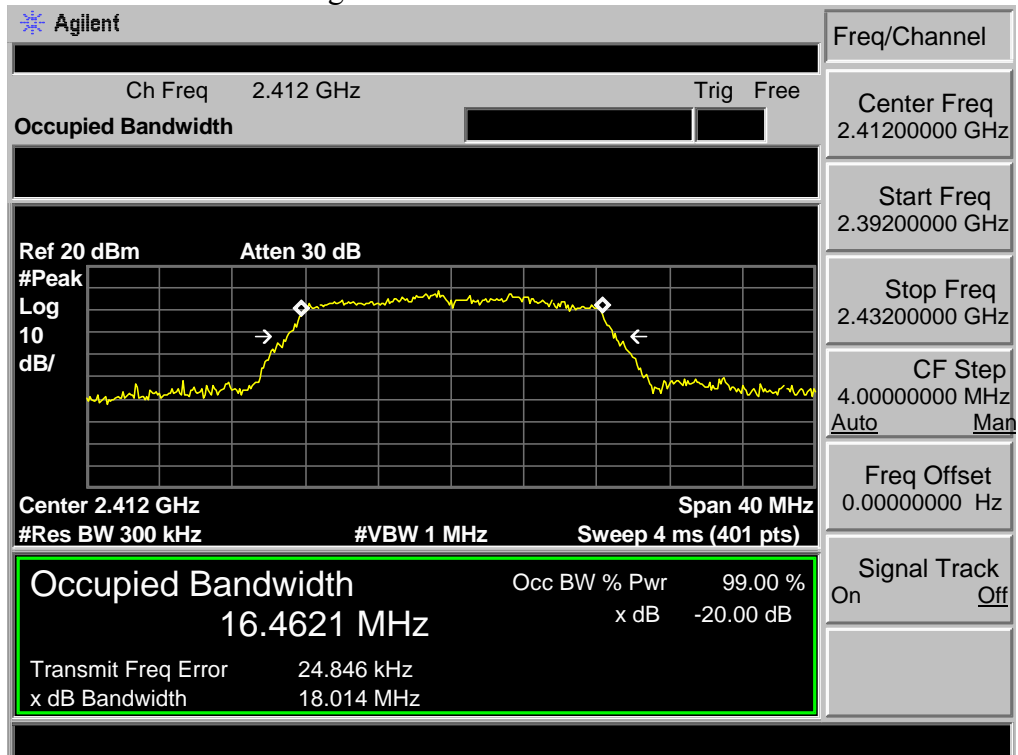 Agilent
Freq/Channel
Ch Freq 2.412 GHz Trig Free
Occupied Bandwidth
Center Freq
2.41200000 GHz
Start Freq
2.39200000 GHz
Ref 20 dBm Atten 30 dB
#Peak
Log
10
dB/
Stop Freq
2.43200000 GHz
CF Step
4.00000000 MHz
Auto Man
Center 2.412 GHz Span 40 MHz
#Res BW 300 kHz #VBW 1 MHz Sweep 4 ms (401 pts)
Freq Offset
0.00000000 Hz
Occupied Bandwidth Occ BW % Pwr 99.00 %
16.4621 MHz x dB -20.00 dB
Transmit Freq Error 24.846 kHz
x dB Bandwidth 18.014 MHz
Signal Track
On Off